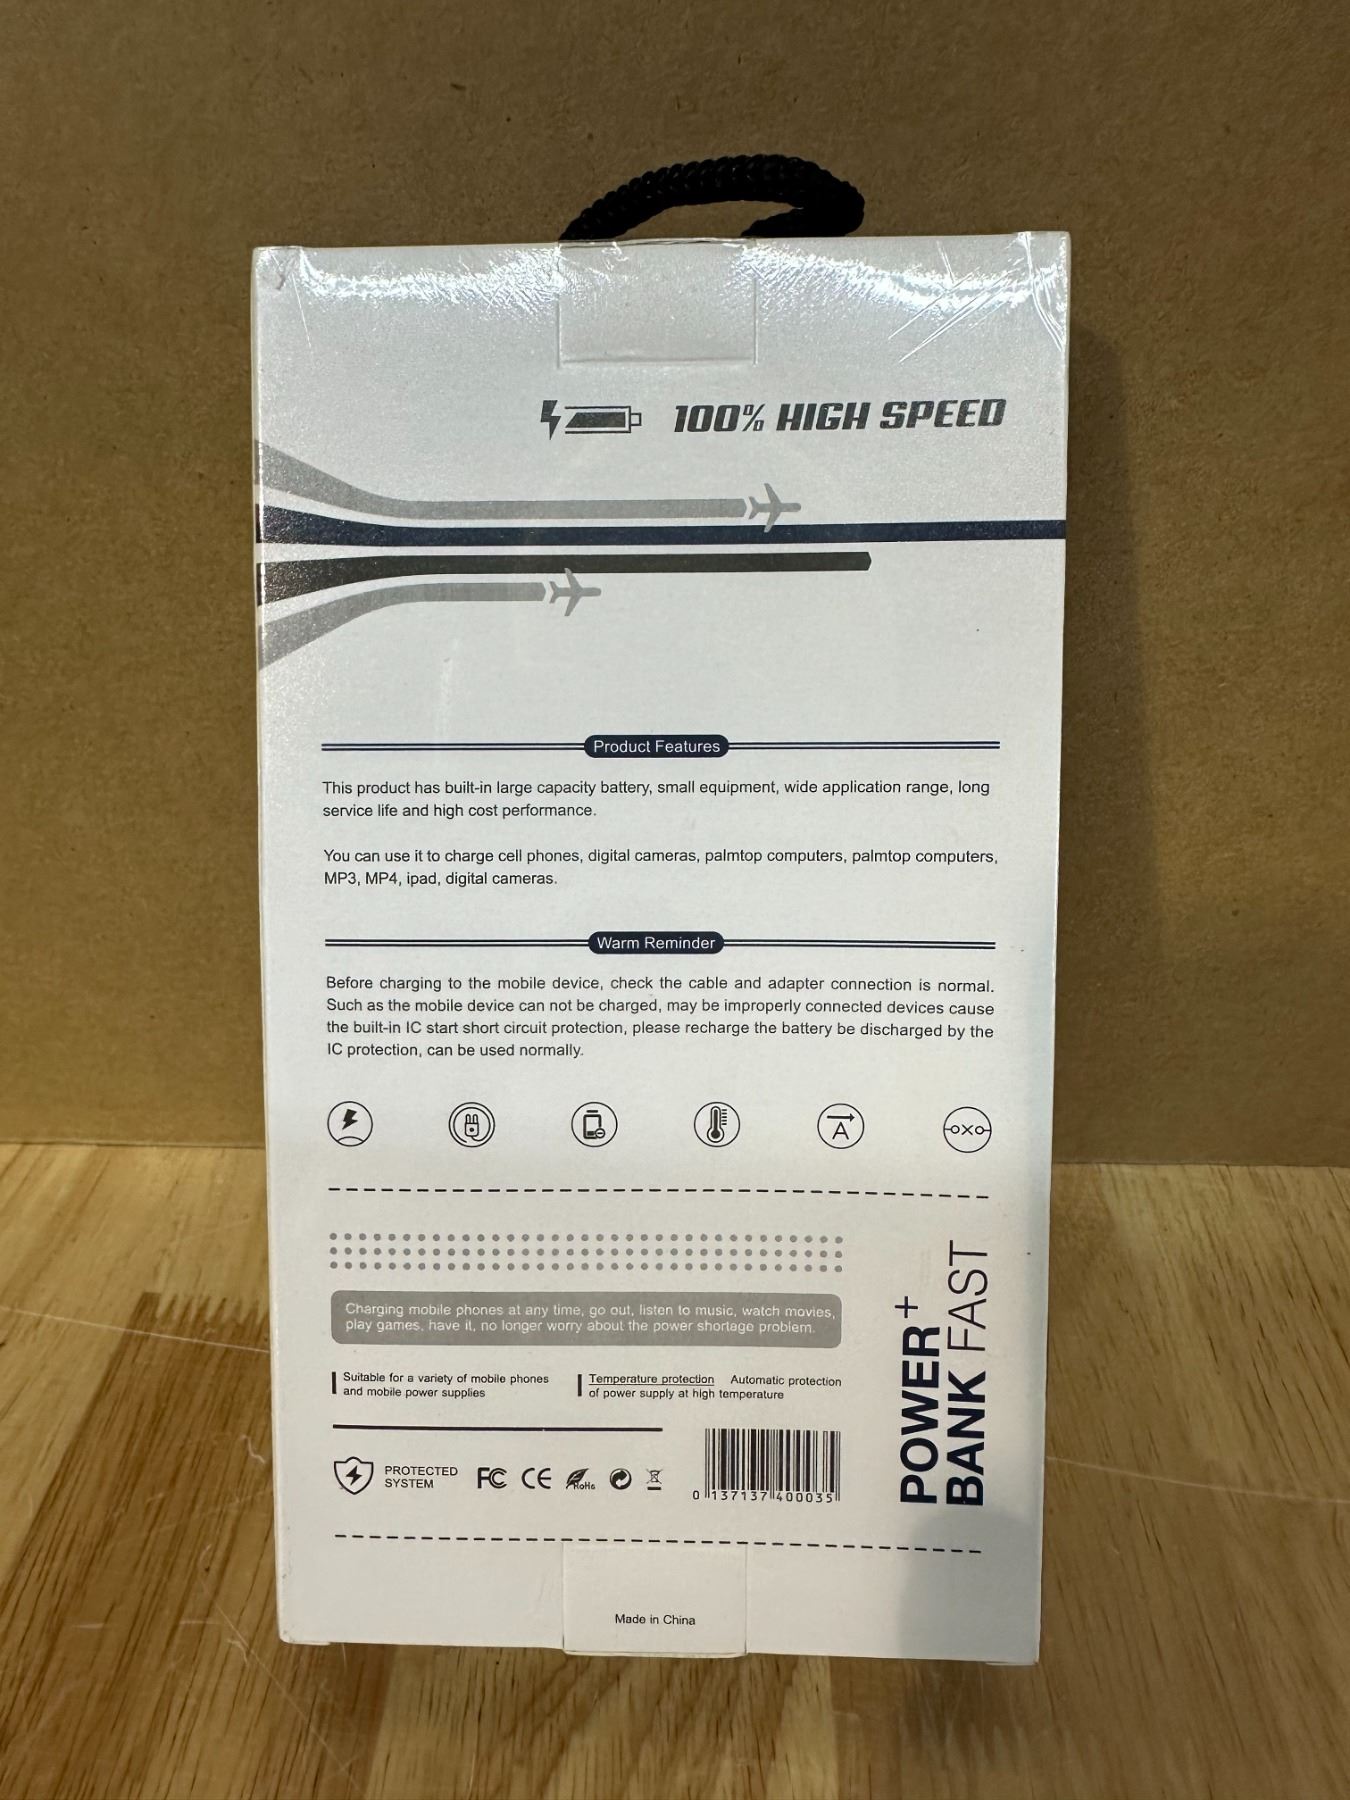 100% HIGH SPEED
Product Features
This product has built-in large capacity battery, small equipment, wide application range, long
service life and high cost performance.
You can use it to charge cell phones, digital cameras, palmtop computers, palmtop computers,
MP3, MP4, ipad, digital cameras.
Warm Reminder
Before charging to the mobile device, check the cable and adapter connection is normal.
Such as the mobile device can not be charged, may be improperly connected devices cause
the built-in IC start short circuit protection, please recharge the battery be discharged by the
IC protection, can be used normally.
A
Charging mobile phones at any time, go out, listen to music, watch movies,
play games, have it, no longer worry about the power shortage problem.
Suitable for a variety of mobile phones
and mobile power supplies
Temperature protection Automatic protection
of power supply at high temperature
PROTECTED
SYSTEM
FC CE RoHs
0 137137 400035
POWER+
BANK FAST
Made in China